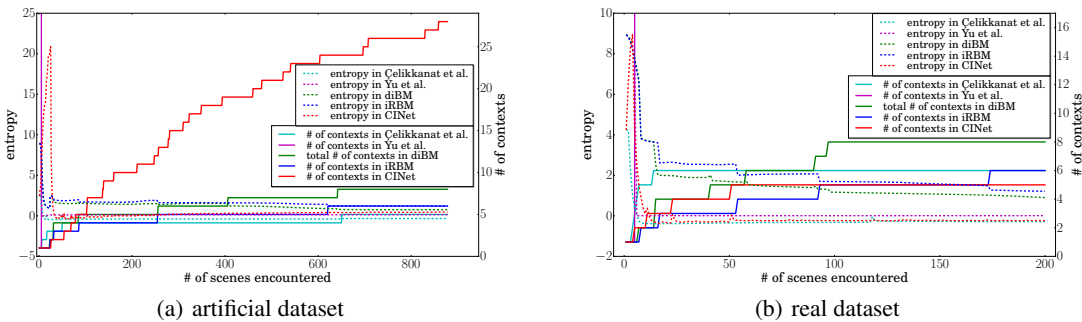 25
20
15
10
5
0
−5
entropy
0
200
400
600
800
# of scenes encountered
25
20
15
10
5
0
# of contexts
entropy in Çelikkanat et al.
entropy in Yu et al.
entropy in diBM
entropy in iRBM
entropy in CINet
# of contexts in Çelikkanat et al.
# of contexts in Yu et al.
total # of contexts in diBM
# of contexts in iRBM
# of contexts in CINet
(a) artificial dataset
10
8
6
4
2
0
−2
entropy
0
50
100
150
200
# of scenes encountered
16
14
12
10
8
6
4
2
0
# of contexts
entropy in Çelikkanat et al.
entropy in Yu et al.
entropy in diBM
entropy in iRBM
entropy in CINet
# of contexts in Çelikkanat et al.
# of contexts in Yu et al.
total # of contexts in diBM
# of contexts in iRBM
# of contexts in CINet
(b) real dataset